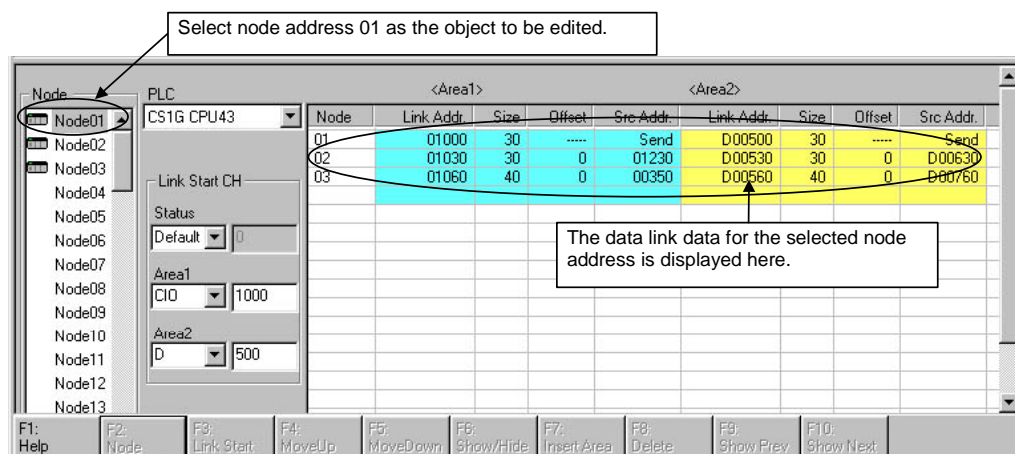 Select node address 01 as the object to be edited.
<Area1> <Area2>
Node PLC
Node01 CS1G CPU43 Node Link Addr. Size Offset Src Addr. Link Addr. Size Offset Src Addr.
01 01000 30 ----- Send D00500 30 ----- Send
Node02 02 01030 30 0 01230 D00530 30 0 D00630
Node03 03 01060 40 0 00350 D00560 40 0 D00760
Link Start CH
Node04
Node05 Status
Node06 Default 0
The data link data for the selected node
address is displayed here.
Node07 Area1
Node08 CIO 1000
Node09
Node10 Area2
Node11 D 500
Node12
Node13
F1: F2: F3: F4: F5: F6: F7: F8: F9: F10:
Help Node Link Start MoveUp MoveDown Show/Hide Insert Area Delete Show Prev Show Next